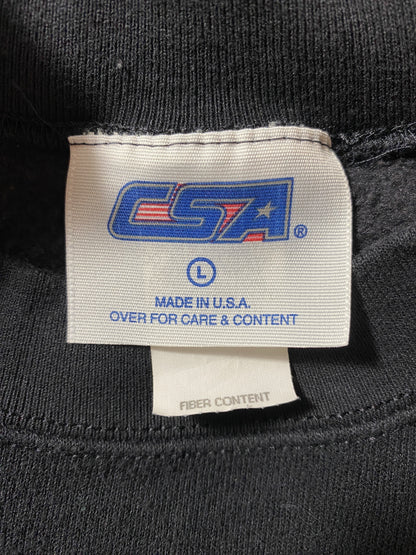 CSA®
L
MADE IN U.S.A.
OVER FOR CARE & CONTENT
FIBER CONTENT